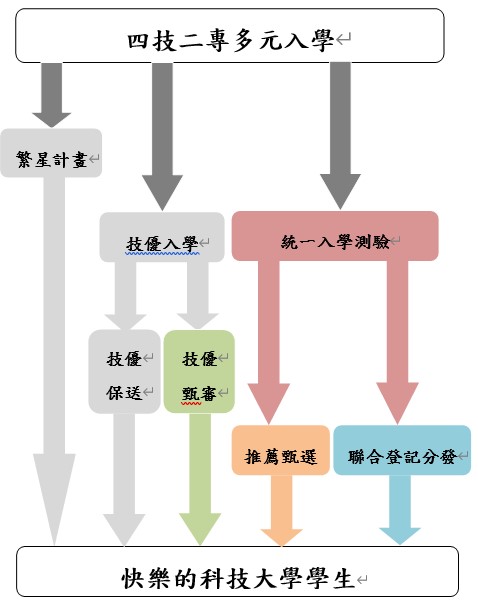 四技二專多元入學
繁星計畫
技優入學
統一入學測驗
技優
保送
技優
甄審
推薦甄選
聯合登記分發
快樂的科技大學學生